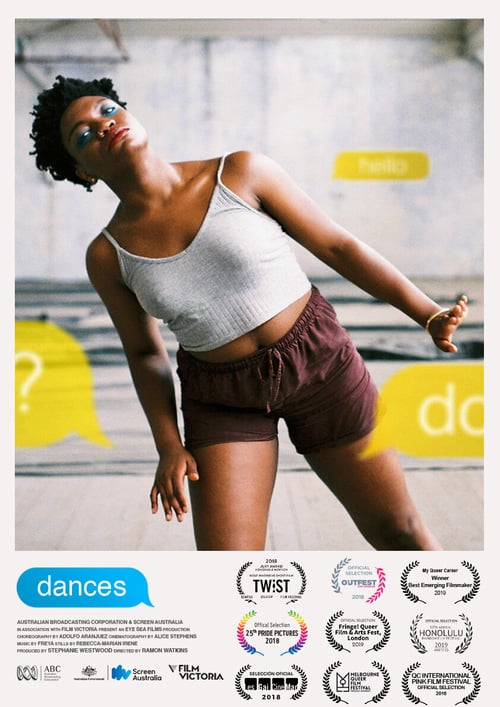 hello
?
do
dances
AUSTRALIAN BROADCASTING CORPORATION & SCREEN AUSTRALIA
IN ASSOCIATION WITH FILM VICTORIA PRESENT AN EYE SEA FILMS PRODUCTION
CHOREOGRAPHY BY ADOLFO ARANJUEZ CINEMATOGRAPHY BY ALICE STEPHENS
MUSIC BY FREYA STILLS BY REBECCA-MARIAN IRENE
PRODUCED BY STEPHANIE WESTWOOD DIRECTED BY RAMON WATKINS
ABC
Australian
Broadcasting
Corporation
Screen
Australia
FILM
VICTORIA
2018
TWIST
OFFICIAL
SELECTION
OUTFEST
2018
My Queer Career
Winner
Best Emerging Filmmaker
2019
Official Selection
25th PRIDE PICTURES
2018
OFFICIAL SELECTION
Fringe! Queer
Film & Arts Fest,
London
2019
OFFICIAL SELECTION
HONOLULU
2019
SELECCIÓN OFICIAL
2018
MELBOURNE
QUEER
FILM
FESTIVAL
QC INTERNATIONAL
PINK FILM FESTIVAL
OFFICIAL SELECTION
2018